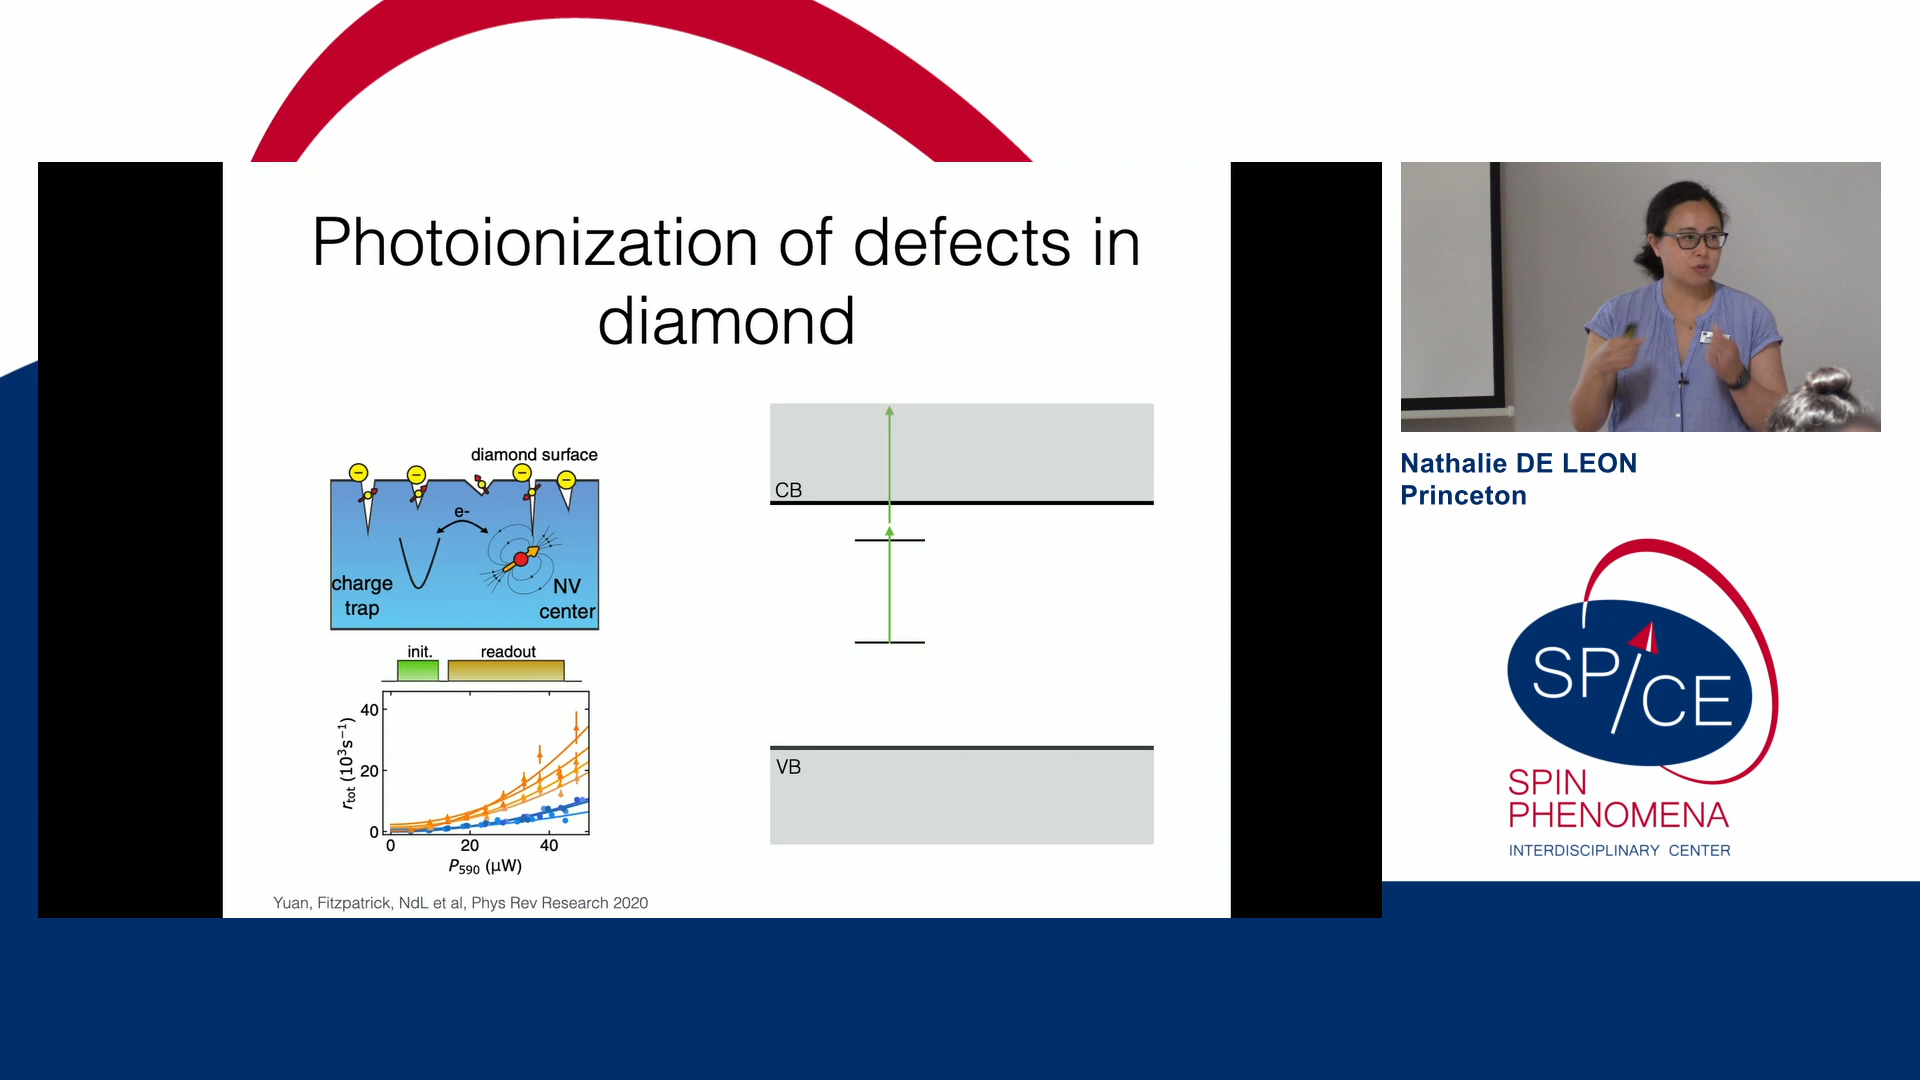 Photoionization of defects in
diamond
diamond surface
e-
charge
trap
NV
center
init.
readout
40
20
0
r_tot (10³s⁻¹)
0
20
40
P₅₉₀ (μW)
Yuan, Fitzpatrick, NdL et al, Phys Rev Research 2020
CB
VB
Nathalie DE LEON
Princeton
SP/CE
SPIN
PHENOMENA
INTERDISCIPLINARY CENTER